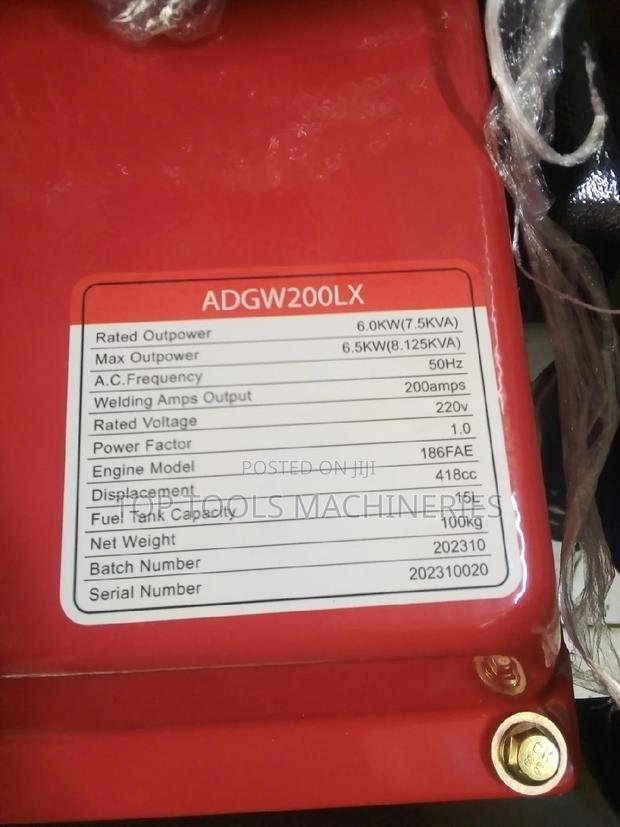 ADGW200LX
Rated Outpower 6.0KW(7.5KVA)
Max Outpower 6.5KW(8.125KVA)
A.C.Frequency 50Hz
Welding Amps Output 200amps
Rated Voltage 220v
Power Factor 1.0
Engine Model 186FAE
POSTED ON JIJI
Displacement 418cc
TOP TOOLS MACHINERIES
Fuel Tank Capacity 15L
Net Weight 100kg
Batch Number 202310
Serial Number 202310020